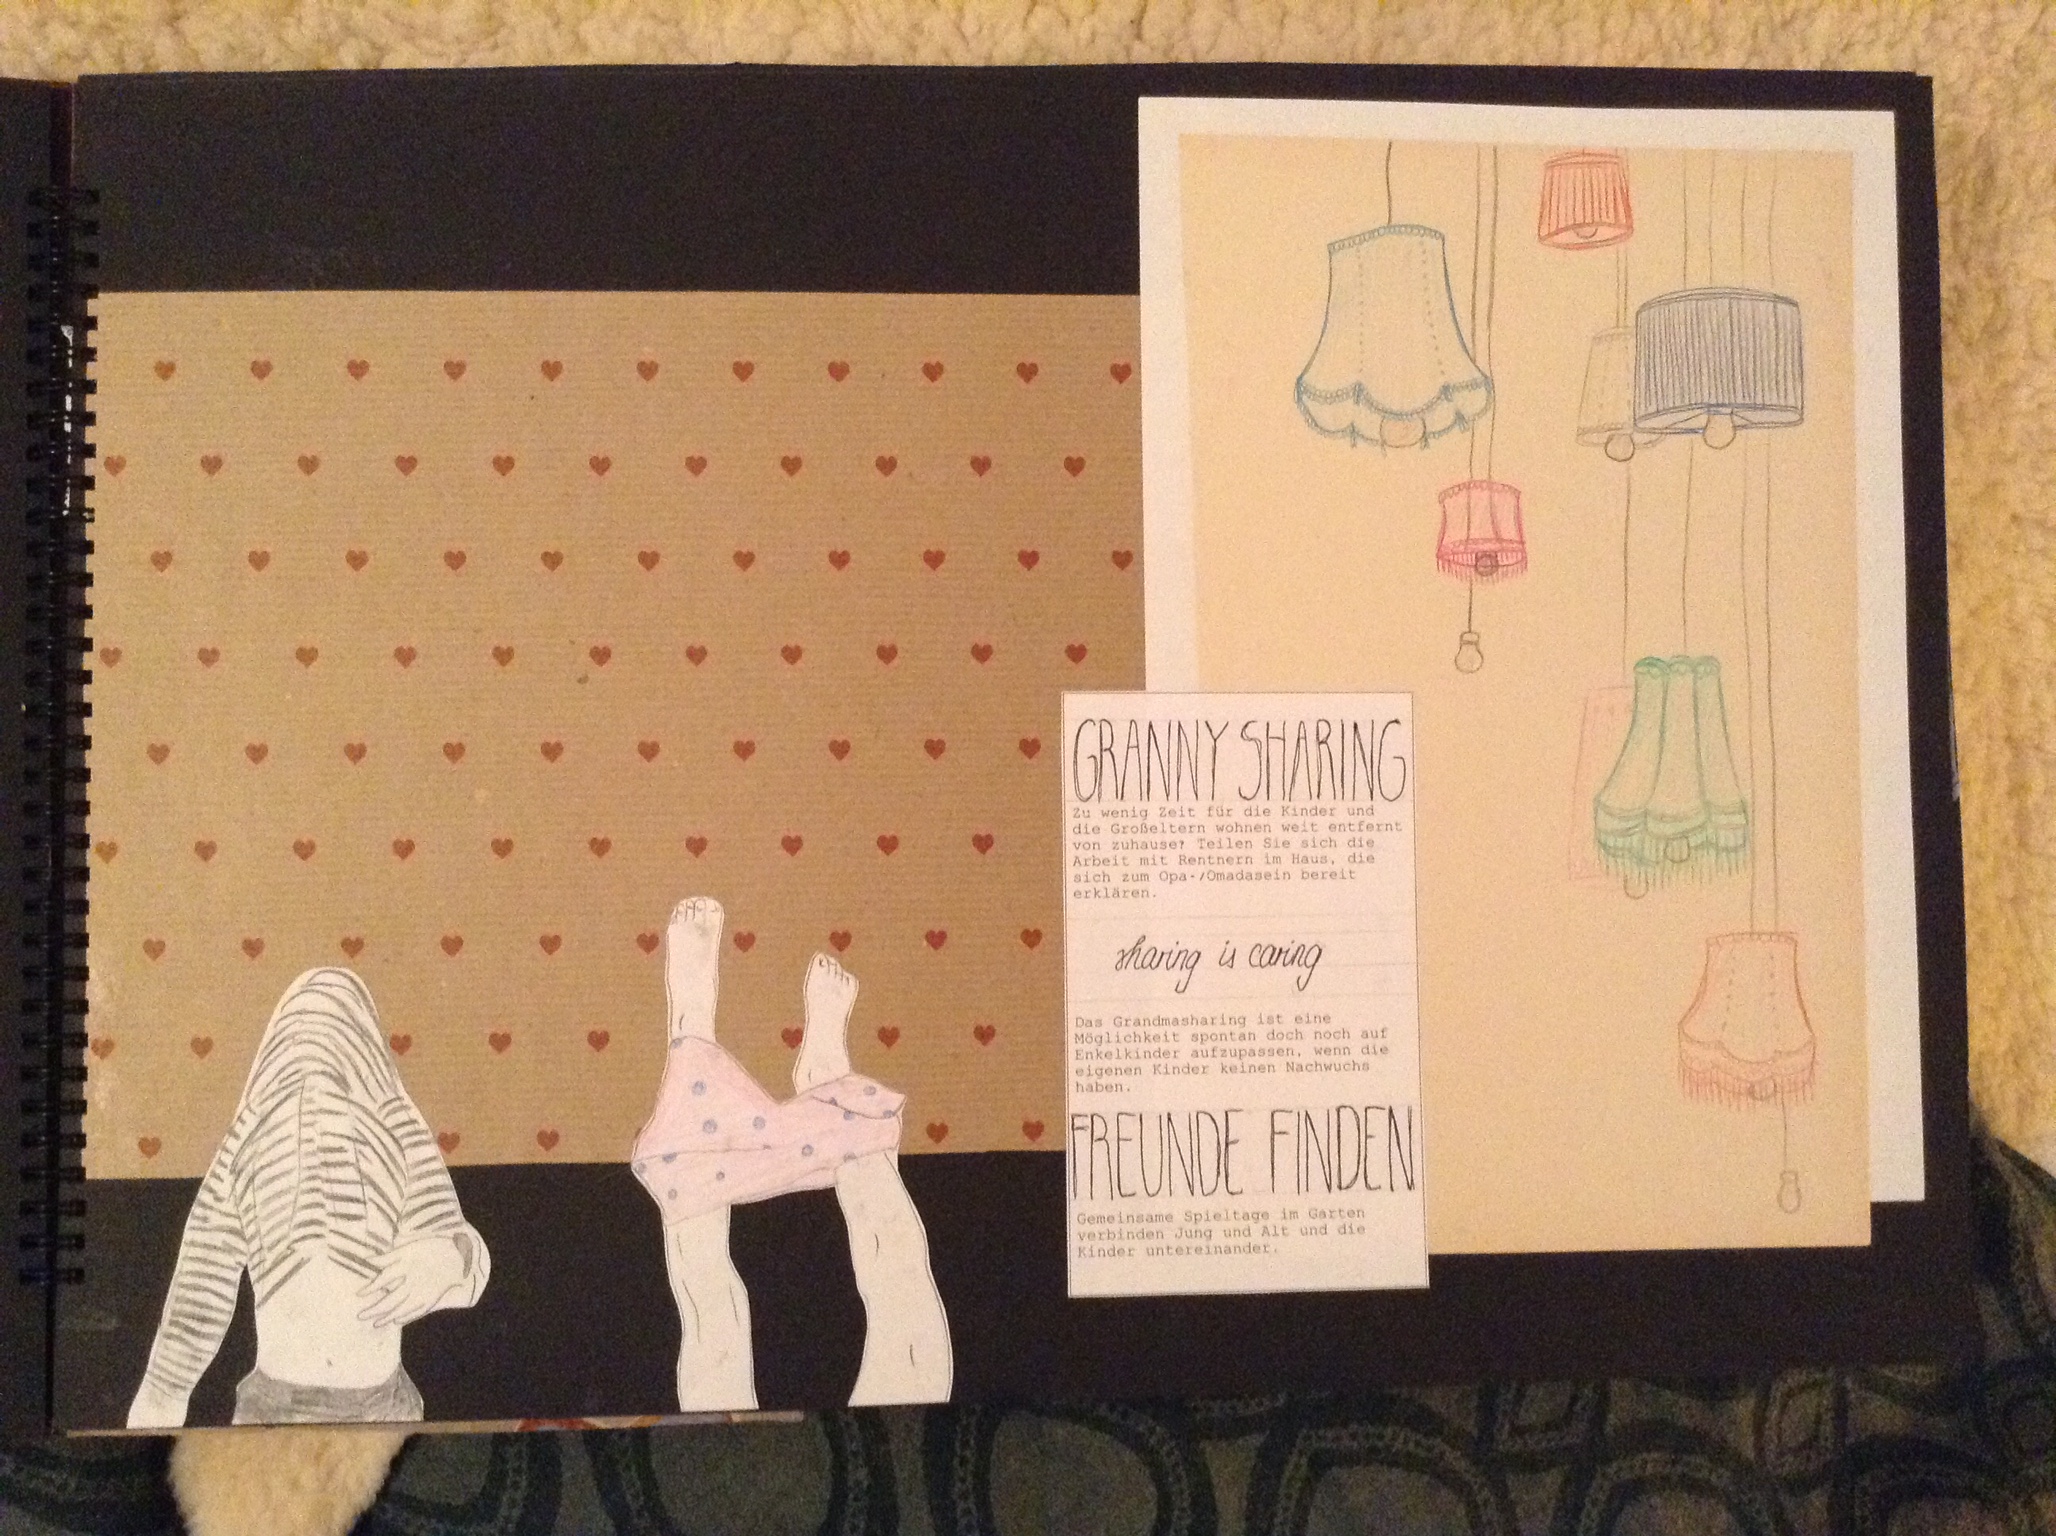 GRANNY SHARING
Zu wenig Zeit für die Kinder und
die Großeltern wohnen weit entfernt
von zuhause? Teilen Sie sich die
Arbeit mit Rentnern im Haus, die
sich zum Opa-/Omadasein bereit
erklären.
sharing is caring
Das Grandmasharing ist eine
Möglichkeit spontan doch noch auf
Enkelkinder aufzupassen, wenn die
eigenen Kinder keinen Nachwuchs
haben.
FREUNDE FINDEN
Gemeinsame Spieltage im Garten
verbinden Jung und Alt und die
Kinder untereinander.